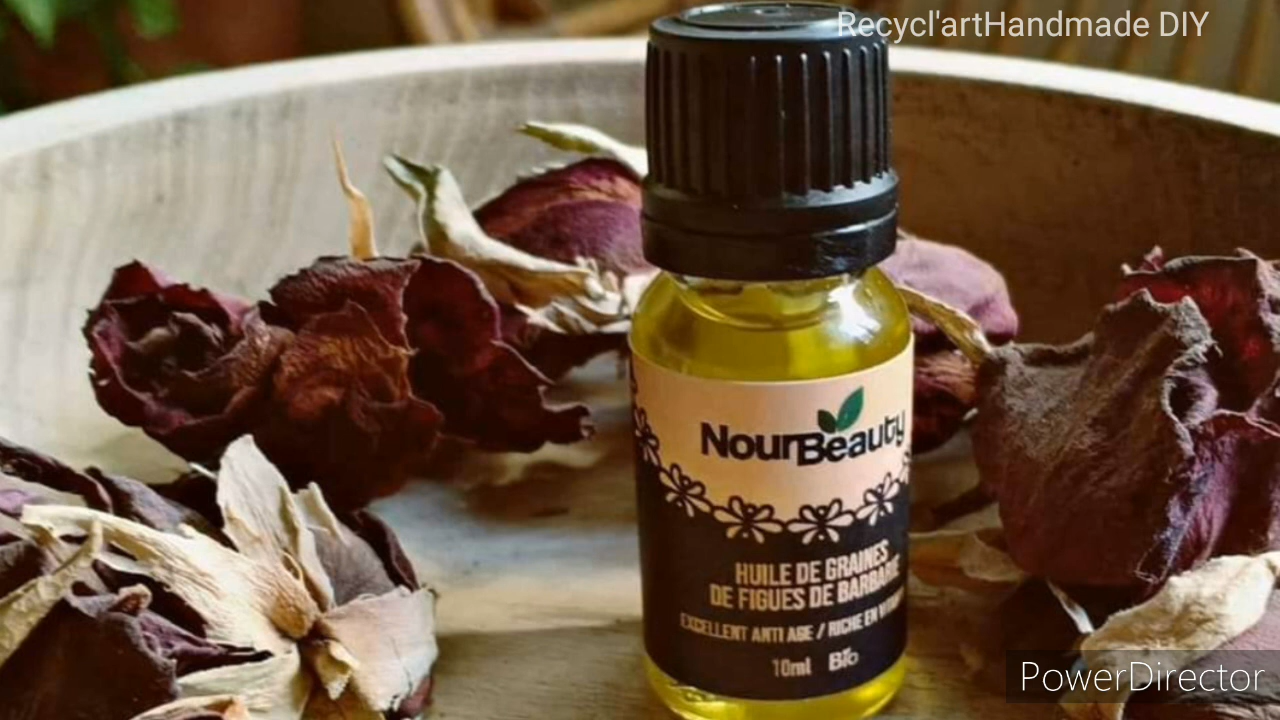 Recycl'artHandmade DIY
NourBeauty
HUILE DE GRAINES
DE FIGUES DE BARBARIE
EXCELLENT ANTI AGE / RICHE EN
10ml Bio
PowerDirector